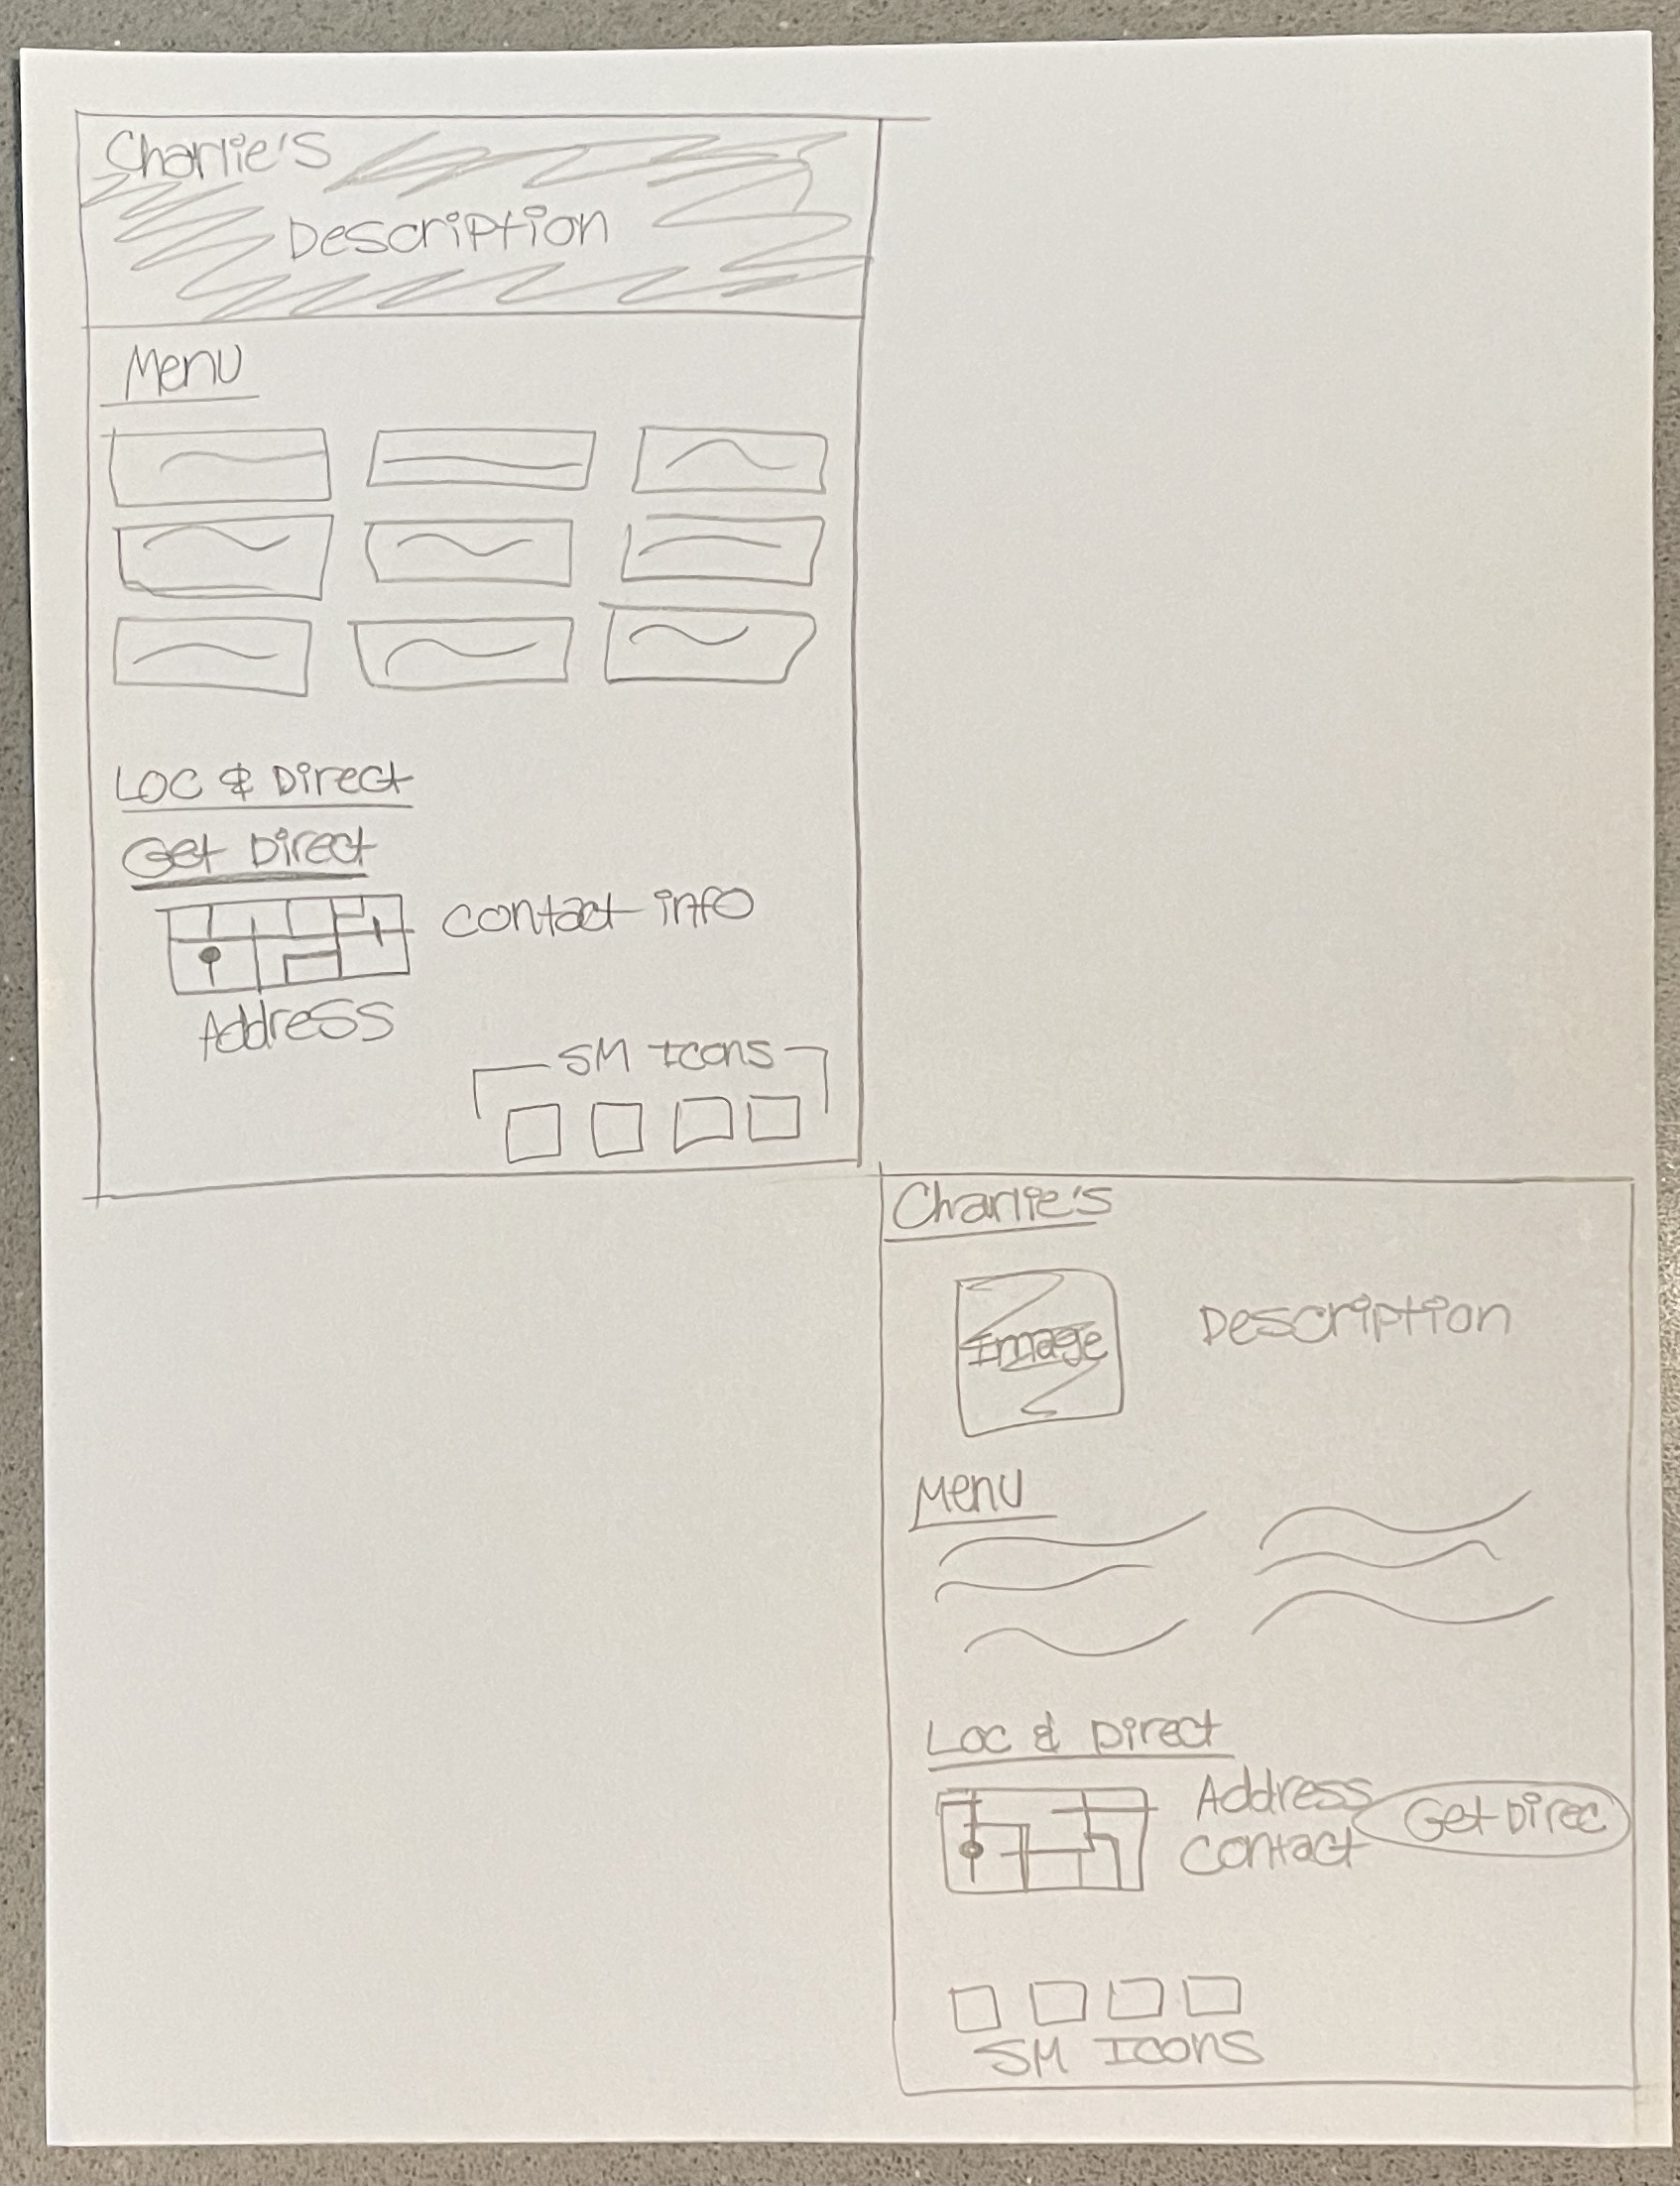 Charlie's
Description
Menu
Loc & Direct
Get Direct
Contact info
Address
SM Icons
Charlie's
Image
Description
Menu
Loc & Direct
Address
Contact
Get Direc
SM Icons